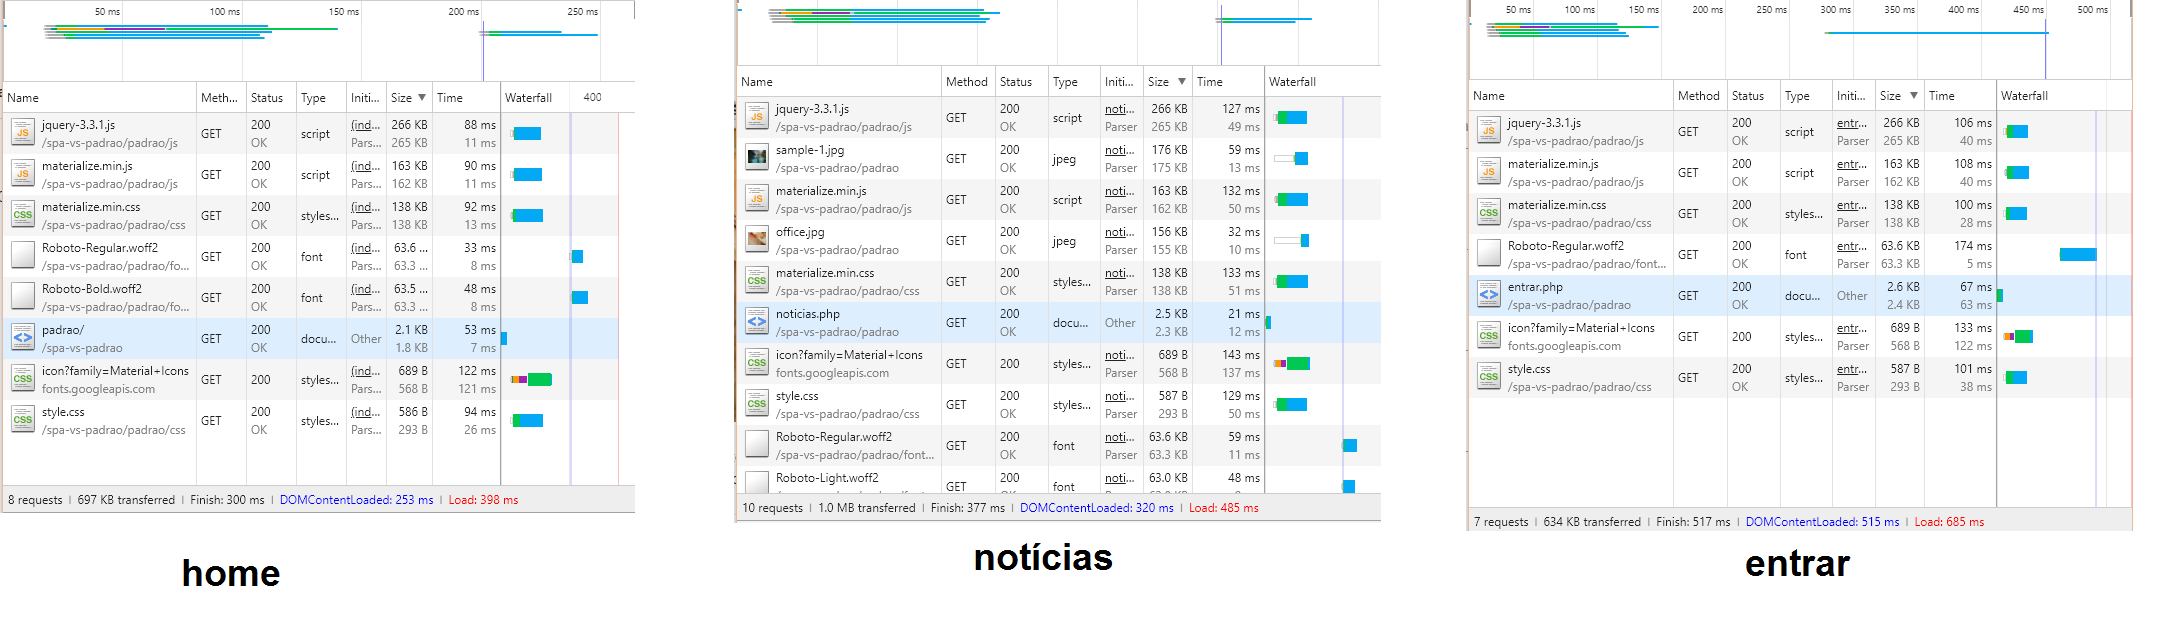 50 ms 100 ms 150 ms 200 ms 250 ms
Name Meth... Status Type Initi... Size ▼ Time Waterfall 400
jquery-3.3.1.js /spa-vs-padrao/padrao/js GET 200 OK script (ind... Pars... 266 KB 265 KB 88 ms 11 ms
materialize.min.js /spa-vs-padrao/padrao/js GET 200 OK script (ind... Pars... 163 KB 162 KB 90 ms 11 ms
materialize.min.css /spa-vs-padrao/padrao/css GET 200 OK styles... (ind... Pars... 138 KB 138 KB 92 ms 13 ms
Roboto-Regular.woff2 /spa-vs-padrao/padrao/fo... GET 200 OK font (ind... Pars... 63.6 ... 63.3 ... 33 ms 8 ms
Roboto-Bold.woff2 /spa-vs-padrao/padrao/fo... GET 200 OK font (ind... Pars... 63.5 ... 63.3 ... 48 ms 8 ms
padrao/ /spa-vs-padrao GET 200 OK docu... Other 2.1 KB 1.8 KB 53 ms 7 ms
icon?family=Material+Icons fonts.googleapis.com GET 200 styles... (ind... Pars... 689 B 568 B 122 ms 121 ms
style.css /spa-vs-padrao/padrao/css GET 200 OK styles... (ind... Pars... 586 B 293 B 94 ms 26 ms
8 requests | 697 KB transferred | Finish: 300 ms | DOMContentLoaded: 253 ms | Load: 398 ms
home
Name Method Status Type Initi... Size ▼ Time Waterfall
jquery-3.3.1.js /spa-vs-padrao/padrao/js GET 200 OK script noti... Parser 266 KB 265 KB 127 ms 49 ms
sample-1.jpg /spa-vs-padrao/padrao GET 200 OK jpeg noti... Parser 176 KB 175 KB 59 ms 13 ms
materialize.min.js /spa-vs-padrao/padrao/js GET 200 OK script noti... Parser 163 KB 162 KB 132 ms 50 ms
office.jpg /spa-vs-padrao/padrao GET 200 OK jpeg noti... Parser 156 KB 155 KB 32 ms 10 ms
materialize.min.css /spa-vs-padrao/padrao/css GET 200 OK styles... noti... Parser 138 KB 138 KB 133 ms 51 ms
noticias.php /spa-vs-padrao/padrao GET 200 OK docu... Other 2.5 KB 2.3 KB 21 ms 12 ms
icon?family=Material+Icons fonts.googleapis.com GET 200 styles... noti... Parser 689 B 568 B 143 ms 137 ms
style.css /spa-vs-padrao/padrao/css GET 200 OK styles... noti... Parser 587 B 293 B 129 ms 50 ms
Roboto-Regular.woff2 /spa-vs-padrao/padrao/font... GET 200 OK font noti... Parser 63.6 KB 63.3 KB 59 ms 11 ms
Roboto-Light.woff2 GET 200 font noti... 63.0 KB 48 ms
10 requests | 1.0 MB transferred | Finish: 377 ms | DOMContentLoaded: 320 ms | Load: 485 ms
notícias
50 ms 100 ms 150 ms 200 ms 250 ms 300 ms 350 ms 400 ms 450 ms 500 ms
Name Method Status Type Initi... Size ▼ Time Waterfall
jquery-3.3.1.js /spa-vs-padrao/padrao/js GET 200 OK script entr... Parser 266 KB 265 KB 106 ms 40 ms
materialize.min.js /spa-vs-padrao/padrao/js GET 200 OK script entr... Parser 163 KB 162 KB 108 ms 40 ms
materialize.min.css /spa-vs-padrao/padrao/css GET 200 OK styles... entr... Parser 138 KB 138 KB 100 ms 28 ms
Roboto-Regular.woff2 /spa-vs-padrao/padrao/font... GET 200 OK font entr... Parser 63.6 KB 63.3 KB 174 ms 5 ms
entrar.php /spa-vs-padrao/padrao GET 200 OK docu... Other 2.6 KB 2.4 KB 67 ms 63 ms
icon?family=Material+Icons fonts.googleapis.com GET 200 styles... entr... Parser 689 B 568 B 133 ms 122 ms
style.css /spa-vs-padrao/padrao/css GET 200 OK styles... entr... Parser 587 B 293 B 101 ms 38 ms
7 requests | 634 KB transferred | Finish: 517 ms | DOMContentLoaded: 515 ms | Load: 685 ms
entrar